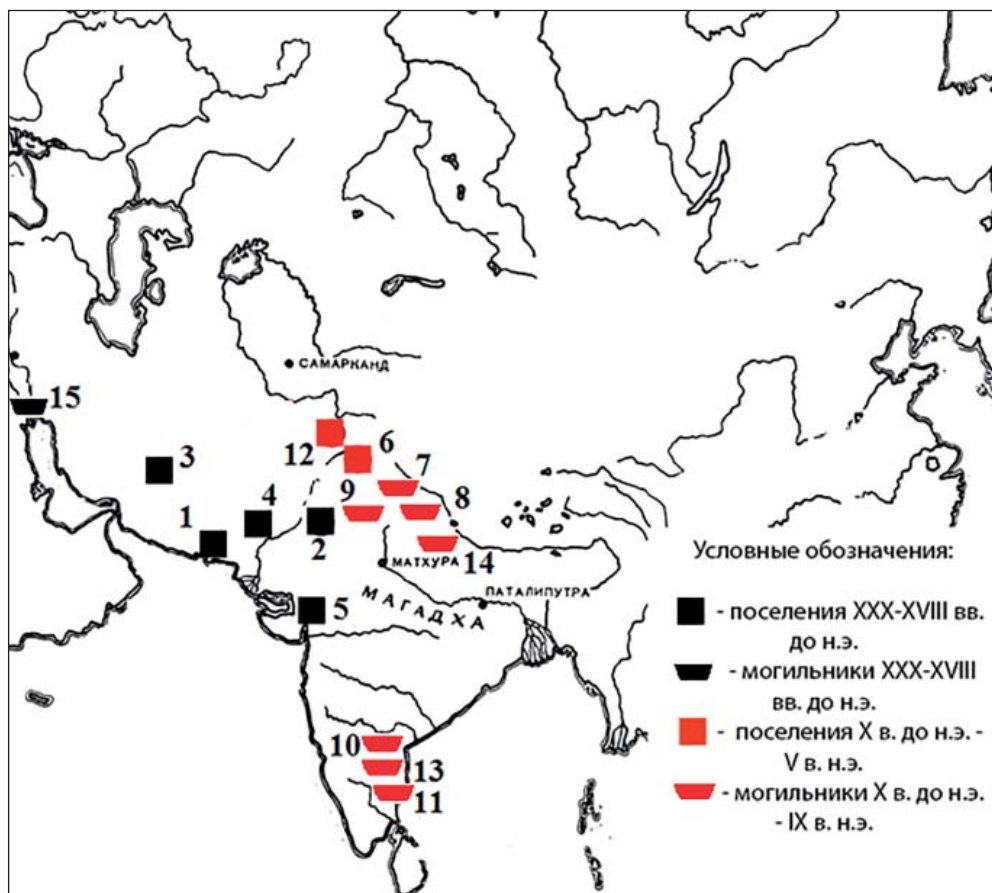 САМАРКАНД
15
12
6
3
7
4
9
8
1
2
14
МАТХУРА
ПАТАЛИПУТРА
МАГАДХА
5
10
13
11
Условные обозначения:
- поселения XXX-XVIII вв.
до н.э.
- могильники XXX-XVIII
вв. до н.э.
- поселения X в. до н.э. -
V в. н.э.
- могильники X в. до н.э.
- IX в. н.э.